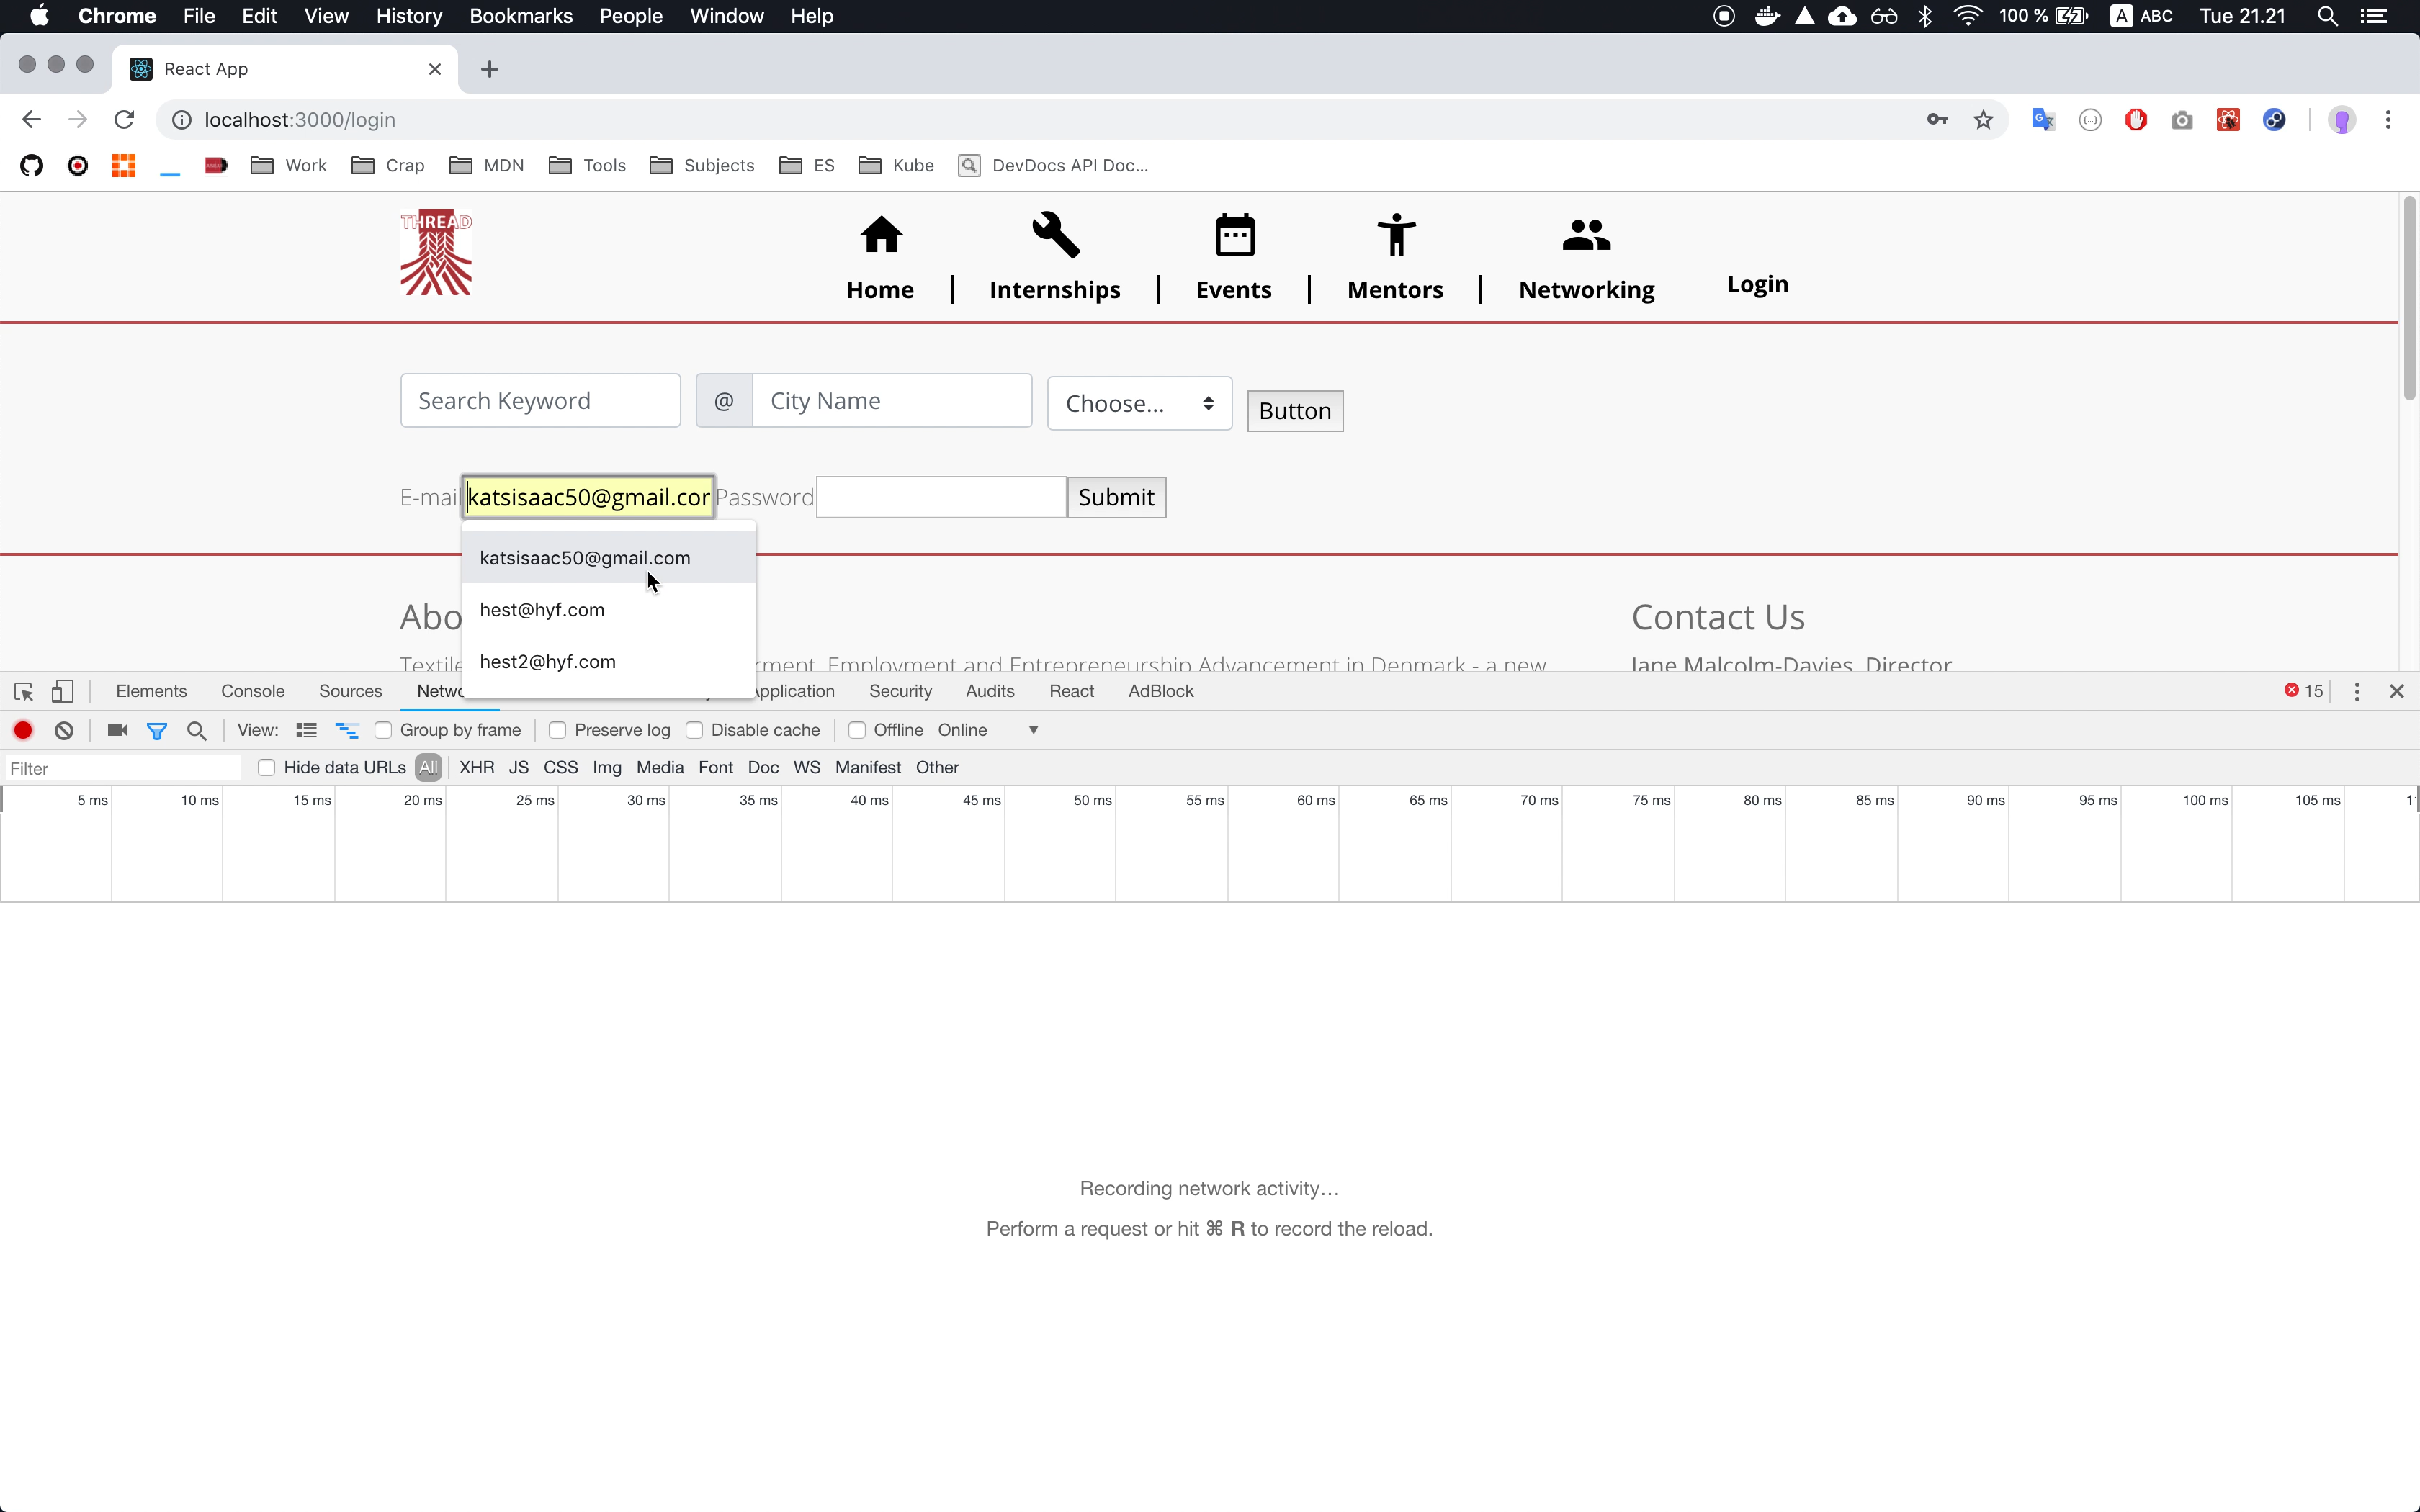 Chrome File Edit View History Bookmarks People Window Help 100 % A ABC Tue 21.21
React App
localhost:3000/login
Work Crap MDN Tools Subjects ES Kube DevDocs API Doc...
THREAD
Home Internships Events Mentors Networking Login
Search Keyword @ City Name Choose... Button
E-mail katsisaac50@gmail.cor Password Submit
katsisaac50@gmail.com
hest@hyf.com
hest2@hyf.com
Abo Contact Us
Textile rment, Employment and Entrepreneurship Advancement in Denmark - a new Jane Malcolm-Davies, Director
Elements Console Sources Netwo pplication Security Audits React AdBlock 15
View: Group by frame Preserve log Disable cache Offline Online
Filter Hide data URLs All XHR JS CSS Img Media Font Doc WS Manifest Other
5 ms 10 ms 15 ms 20 ms 25 ms 30 ms 35 ms 40 ms 45 ms 50 ms 55 ms 60 ms 65 ms 70 ms 75 ms 80 ms 85 ms 90 ms 95 ms 100 ms 105 ms
Recording network activity…
Perform a request or hit ⌘ R to record the reload.